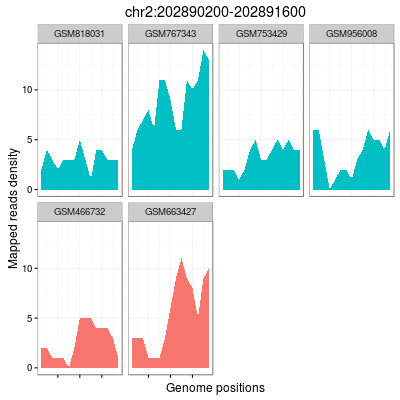 chr2:202890200-202891600
GSM818031 GSM767343 GSM753429 GSM956008
10
5
0
GSM466732 GSM663427
10
5
0
Mapped reads density
Genome positions